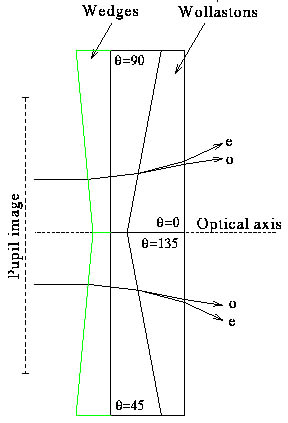 Wedges Wollastons
θ=90
e
o
θ=0 Optical axis
θ=135
Pupil image
o
e
θ=45